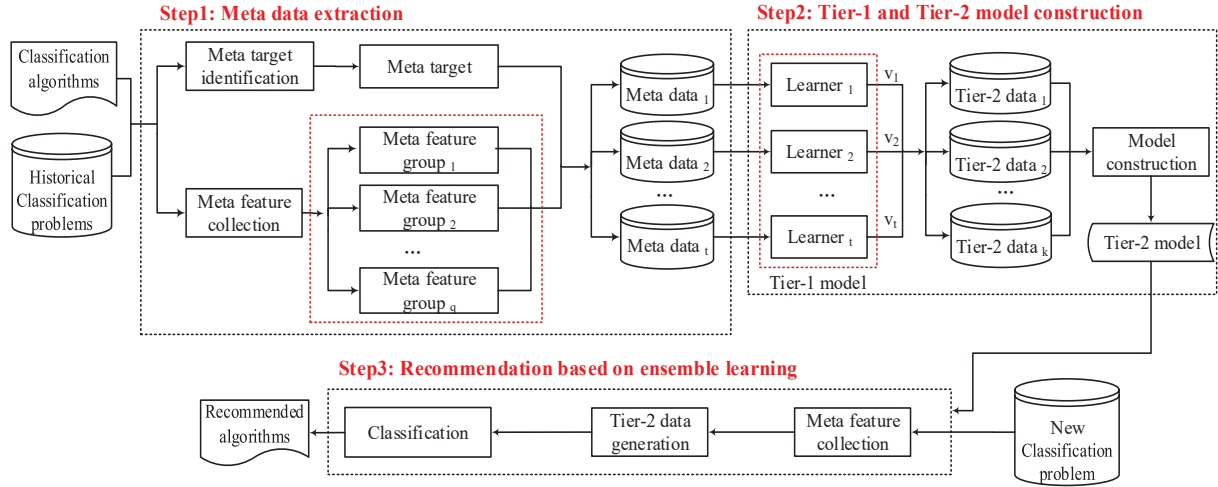 Step1: Meta data extraction
Step2: Tier-1 and Tier-2 model construction
Classification
algorithms
Historical
Classification
problems
Meta target
identification
Meta target
Meta feature
collection
Meta feature
group 1
Meta feature
group 2
...
Meta feature
group q
Meta data 1
Meta data 2
...
Meta data t
Learner 1
Learner 2
...
Learner t
Tier-1 model
v1
v2
vt
Tier-2 data 1
Tier-2 data 2
...
Tier-2 data k
Model
construction
Tier-2 model
Step3: Recommendation based on ensemble learning
Recommended
algorithms
Classification
Tier-2 data
generation
Meta feature
collection
New
Classification
problem